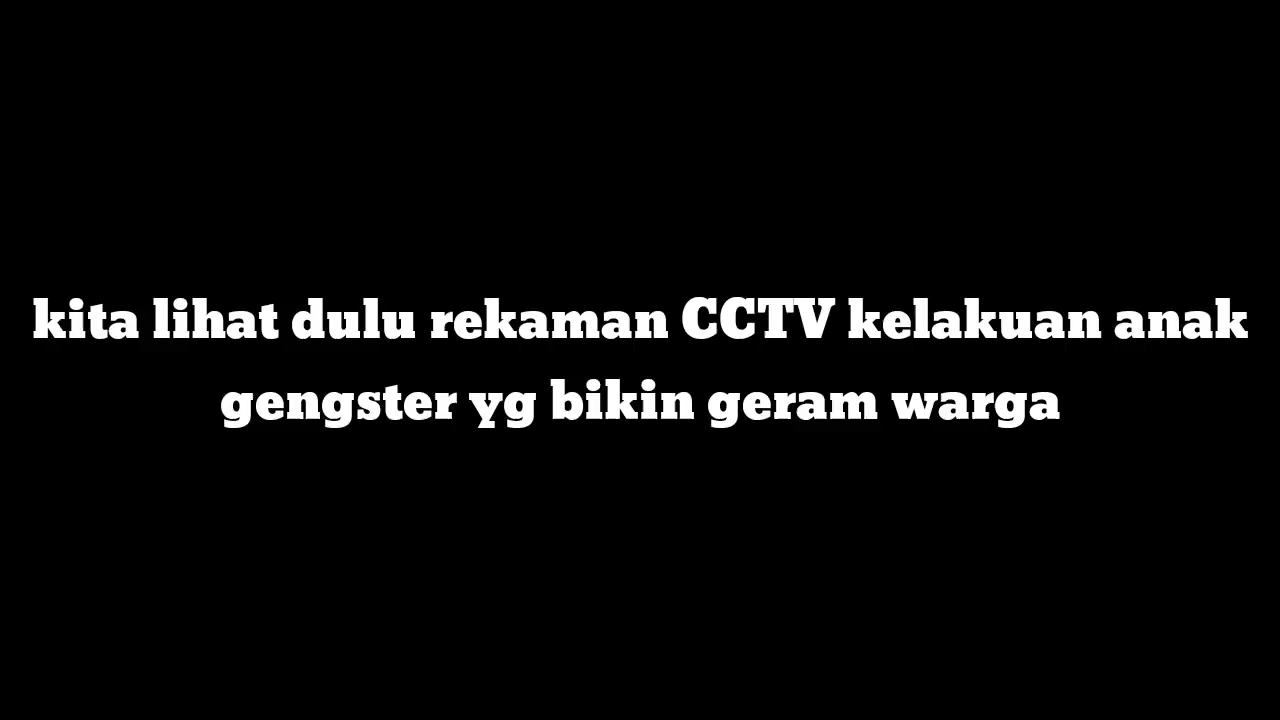 kita lihat dulu rekaman CCTV kelakuan anak
gengster yg bikin geram warga